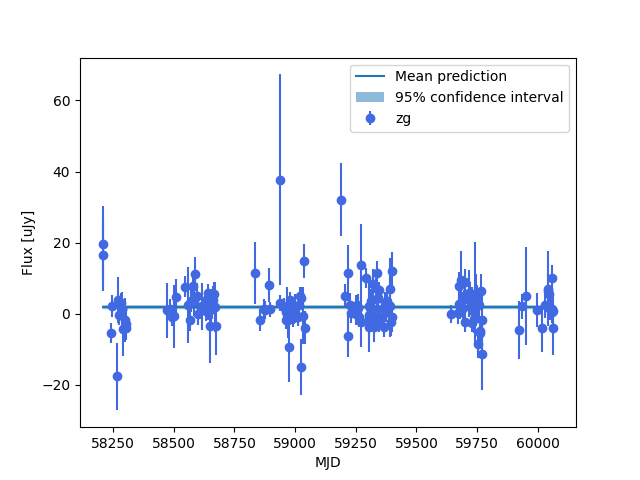 Mean prediction
95% confidence interval
zg
60
40
20
0
−20
Flux [uJy]
58250 58500 58750 59000 59250 59500 59750 60000
MJD